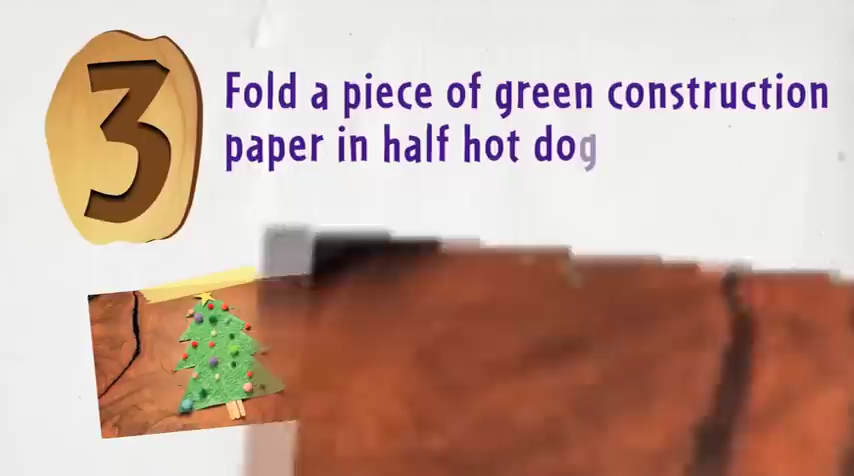 3
Fold a piece of green construction
paper in half hot dog